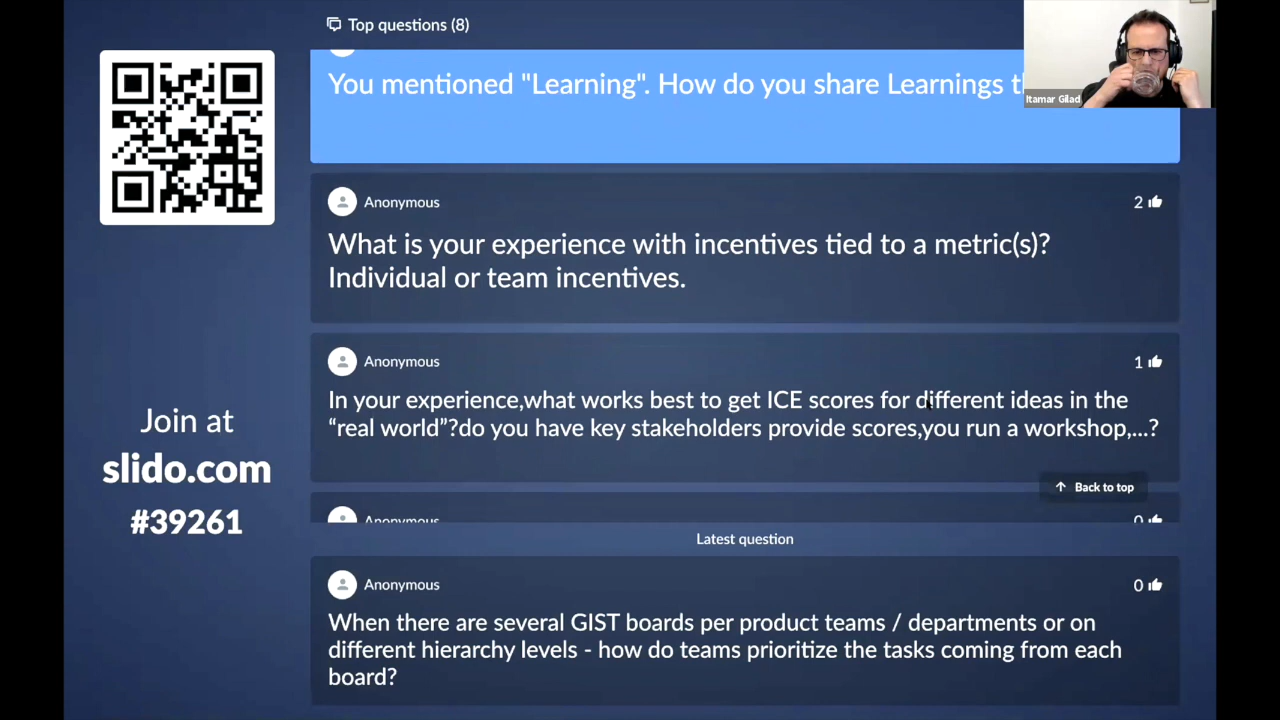 Top questions (8)
You mentioned "Learning". How do you share Learnings
Itamar Gilad
Anonymous
2
What is your experience with incentives tied to a metric(s)?
Individual or team incentives.
Anonymous
1
In your experience,what works best to get ICE scores for different ideas in the
“real world”?do you have key stakeholders provide scores,you run a workshop,...?
Back to top
Anonymous
0
Latest question
Anonymous
0
When there are several GIST boards per product teams / departments or on
different hierarchy levels - how do teams prioritize the tasks coming from each
board?
Join at
slido.com
#39261